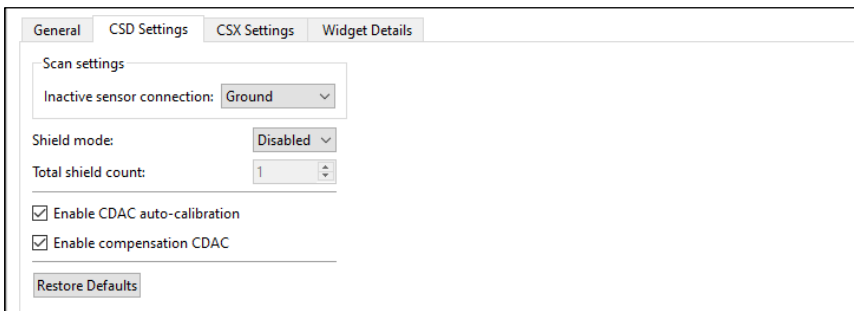 General CSD Settings CSX Settings Widget Details
Scan settings
Inactive sensor connection: Ground
Shield mode: Disabled
Total shield count: 1
Enable CDAC auto-calibration
Enable compensation CDAC
Restore Defaults